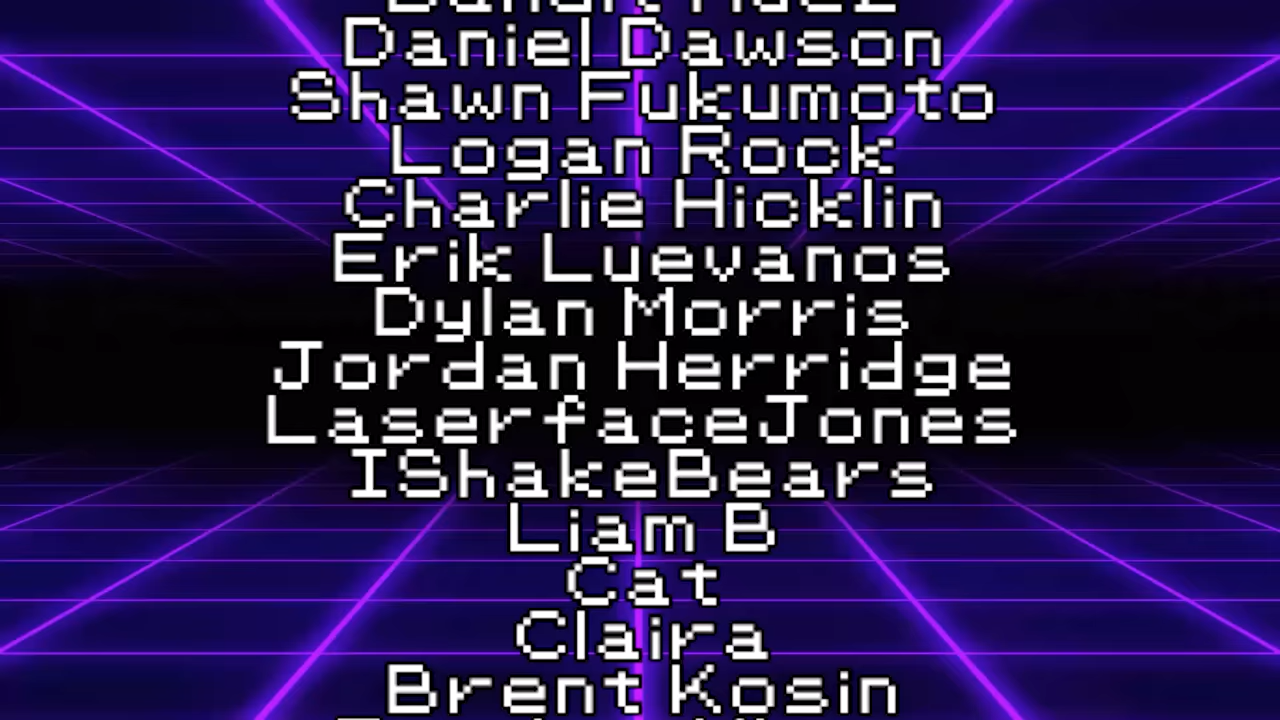 Daniel Dawson
Shawn Fukumoto
Logan Rock
Charlie Hicklin
Erik Luevanos
Dylan Morris
Jordan Herridge
LaserfaceJones
IShakeBears
Liam B
Cat
Claira
Brent Kosin